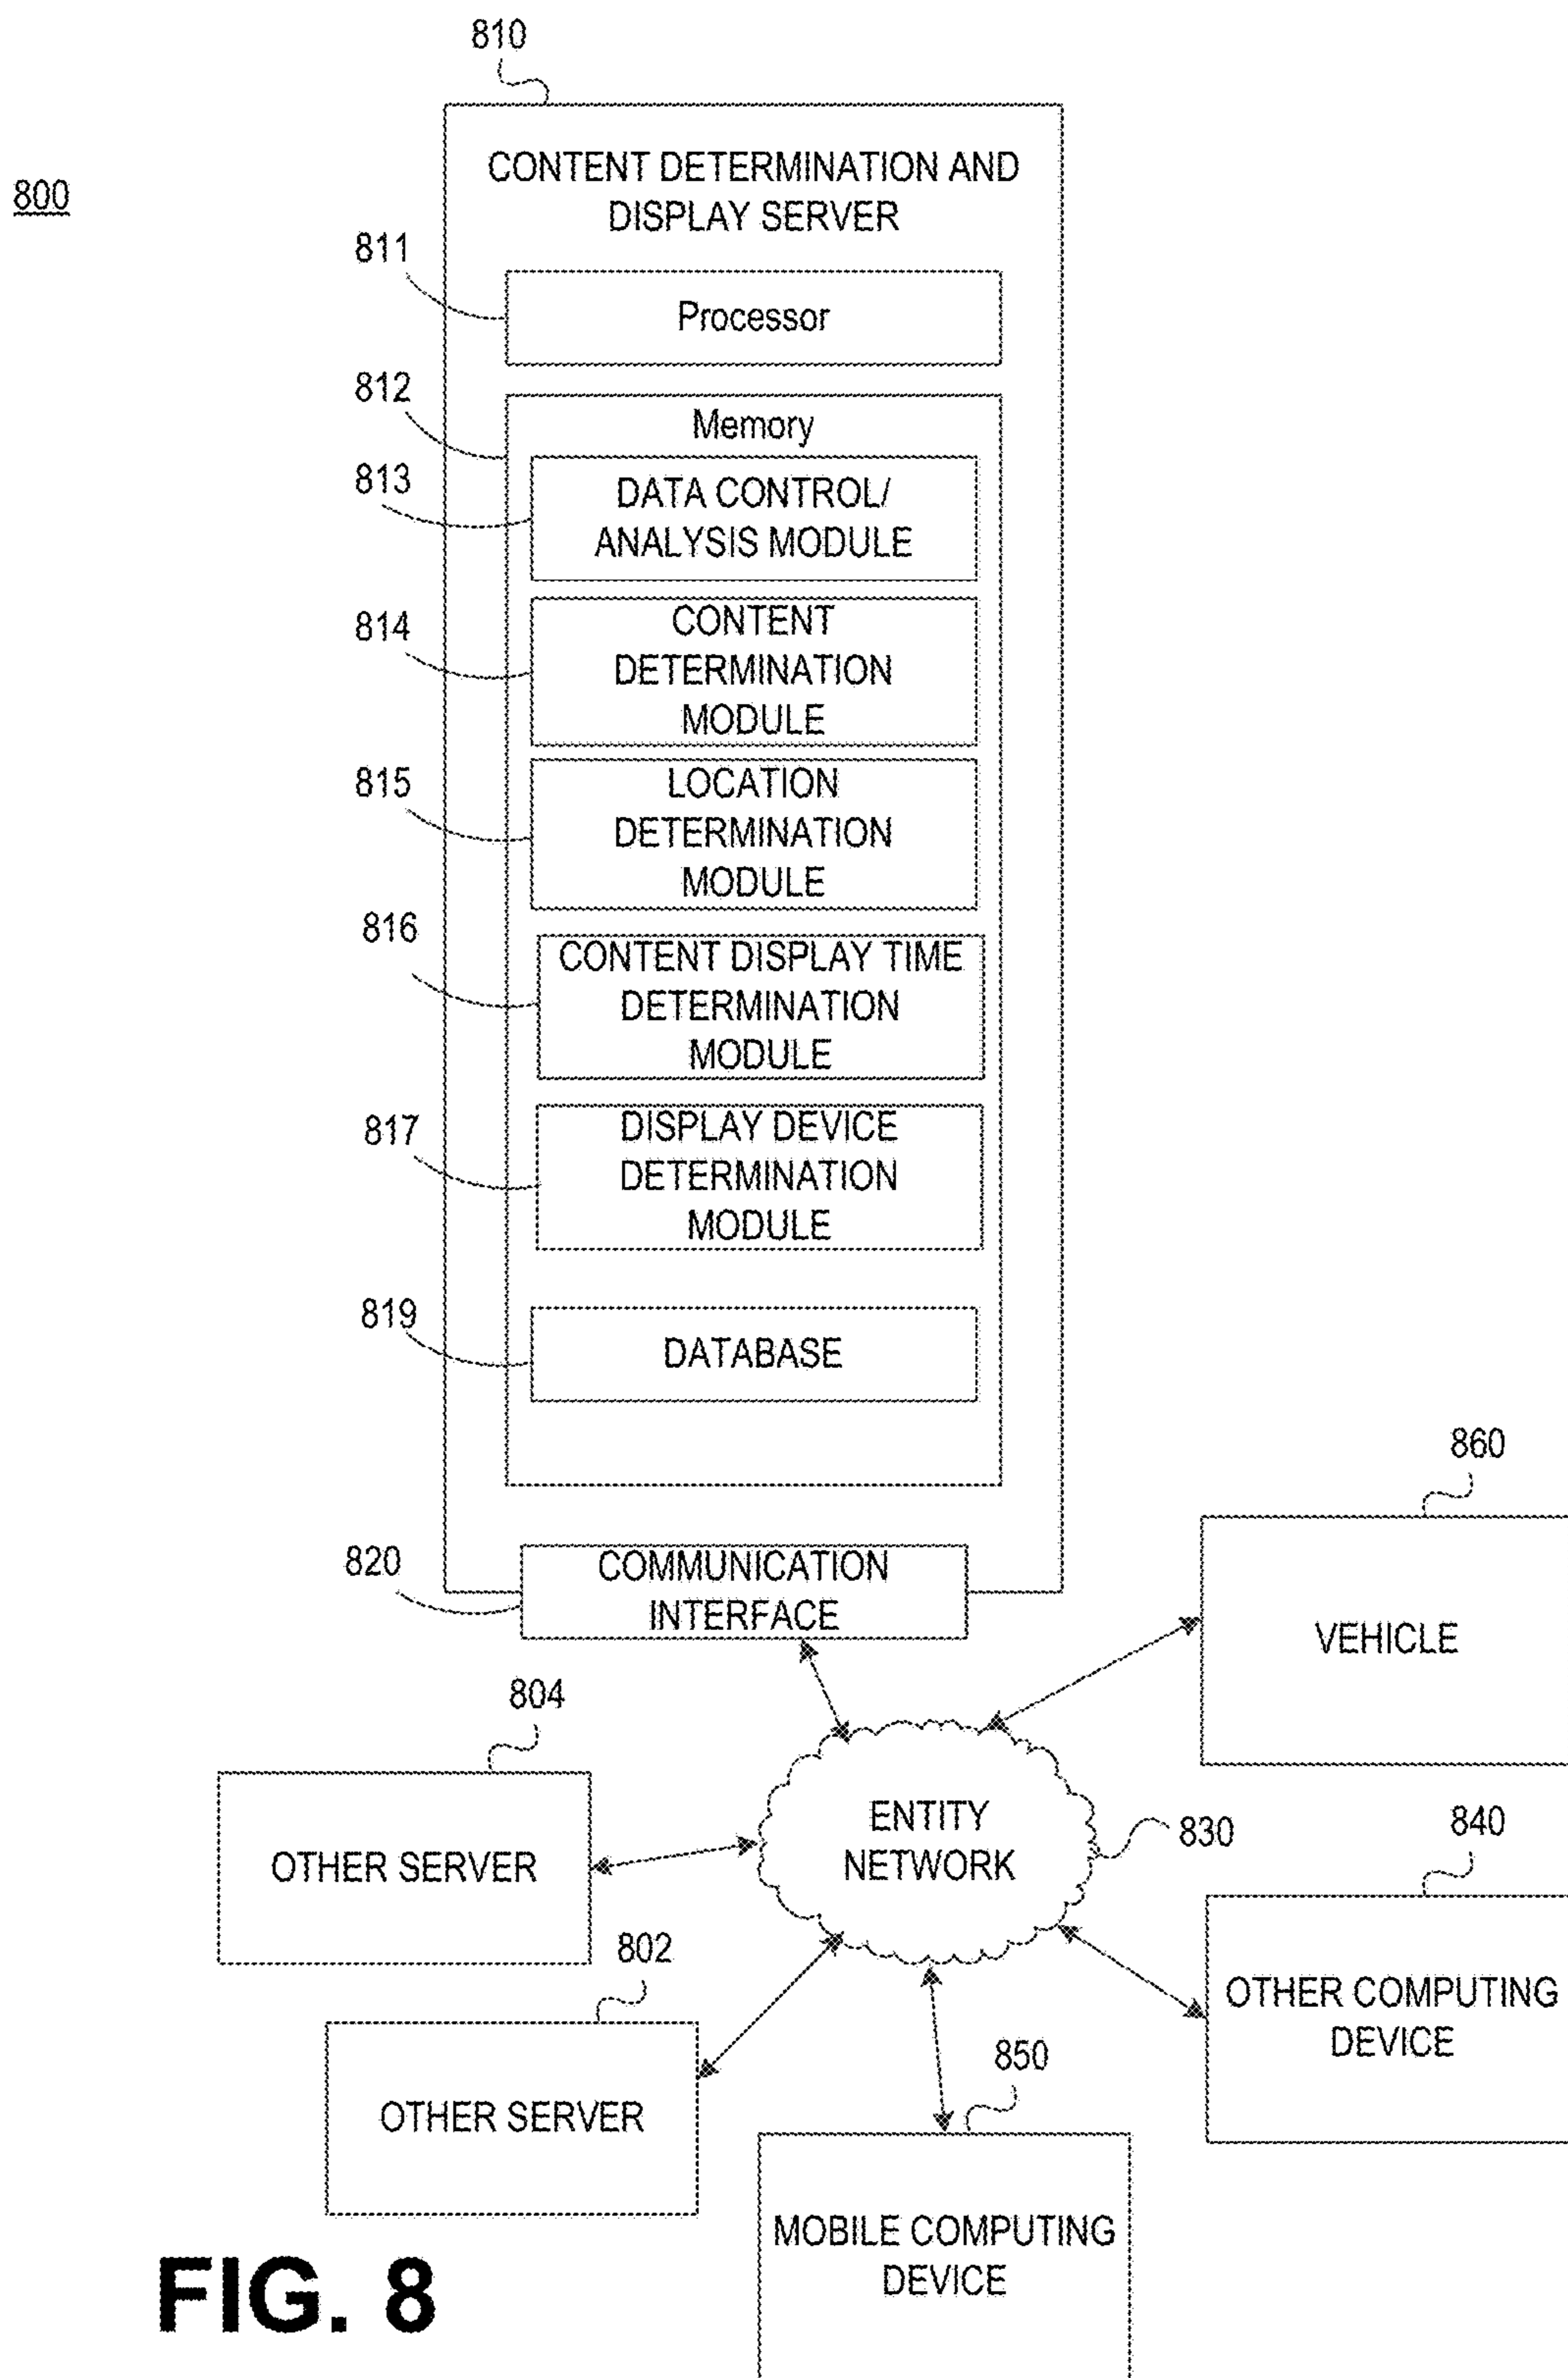 810
800
CONTENT DETERMINATION AND
DISPLAY SERVER
811
Processor
812
Memory
813
DATA CONTROL/
ANALYSIS MODULE
814
CONTENT
DETERMINATION
MODULE
815
LOCATION
DETERMINATION
MODULE
816
CONTENT DISPLAY TIME
DETERMINATION
MODULE
817
DISPLAY DEVICE
DETERMINATION
MODULE
819
DATABASE
820
COMMUNICATION
INTERFACE
860
VEHICLE
804
OTHER SERVER
ENTITY
NETWORK
830
840
OTHER COMPUTING
DEVICE
802
OTHER SERVER
850
MOBILE COMPUTING
DEVICE
FIG. 8